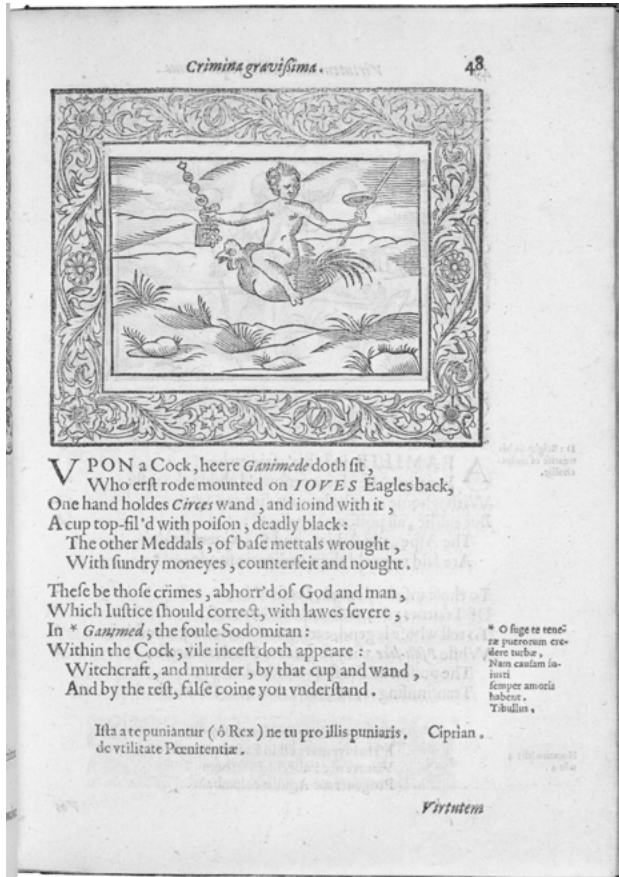 Crimina graviſsima. 48
VPON a Cock, heere Ganimede doth ſit,
Who erſt rode mounted on IOVES Eagles back,
One hand holdes Circes wand, and ioind with it,
A cup top-fil'd with poiſon, deadly black:
The other Meddals, of baſe mettals wrought,
With ſundry moneyes, counterfeit and nought.
Theſe be thoſe crimes, abhorr'd of God and man,
Which Iuſtice ſhould correct, with lawes ſevere,
In * Ganimed, the foule Sodomitan:
Within the Cock, vile inceſt doth appeare:
Witchcraft, and murder, by that cup and wand,
And by the reſt, falſe coine you vnderſtand.
* O fuge te tene-
ræ puerorum cre-
dere turbæ,
Nam cauſam in-
iuſti
ſemper amoris
habent.
Tibullus.
Iſta a te puniantur (ô Rex) ne tu pro illis puniaris. Ciprian.
de vtilitate Pœnitentiæ.
Virtutem